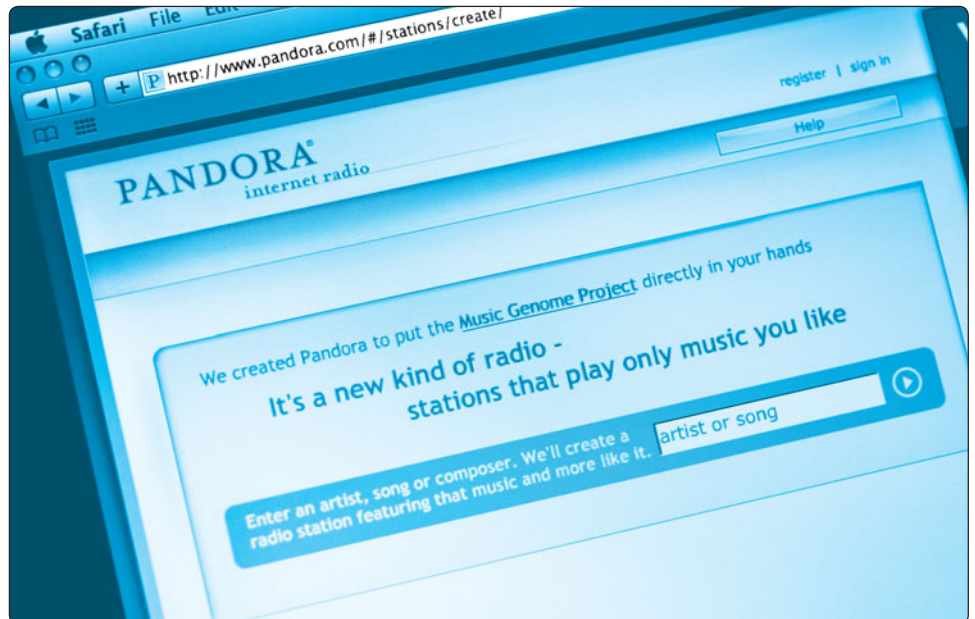 Safari File
http://www.pandora.com/#/stations/create/
register | sign in
Help
PANDORA®
internet radio
We created Pandora to put the Music Genome Project directly in your hands
It's a new kind of radio -
stations that play only music you like
Enter an artist, song or composer. We'll create a
radio station featuring that music and more like it.
artist or song